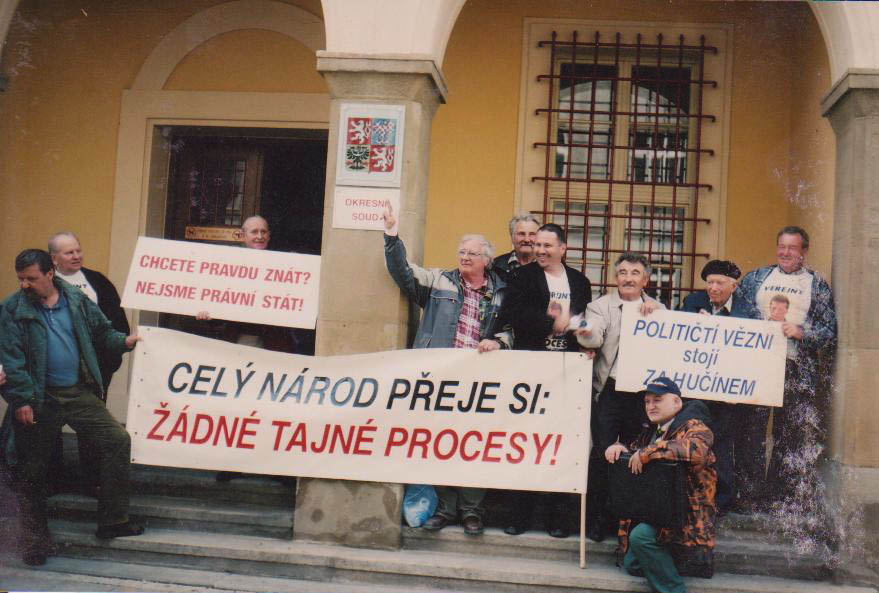 OKRESNÍ
SOUD
CHCETE PRAVDU ZNÁT?
NEJSME PRÁVNÍ STÁT!
CELÝ NÁROD PŘEJE SI:
ŽÁDNÉ TAJNÉ PROCESY!
POLITIČTÍ VĚZNI
stojí
ZA HUČÍNEM
VEREJNÝ